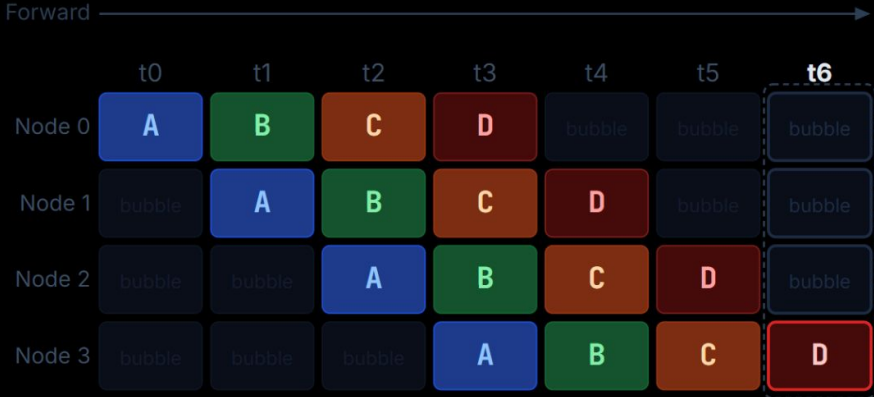 Forward
t0 t1 t2 t3 t4 t5 t6
Node 0 A B C D bubble bubble bubble
Node 1 bubble A B C D bubble bubble
Node 2 bubble bubble A B C D bubble
Node 3 bubble bubble bubble A B C D